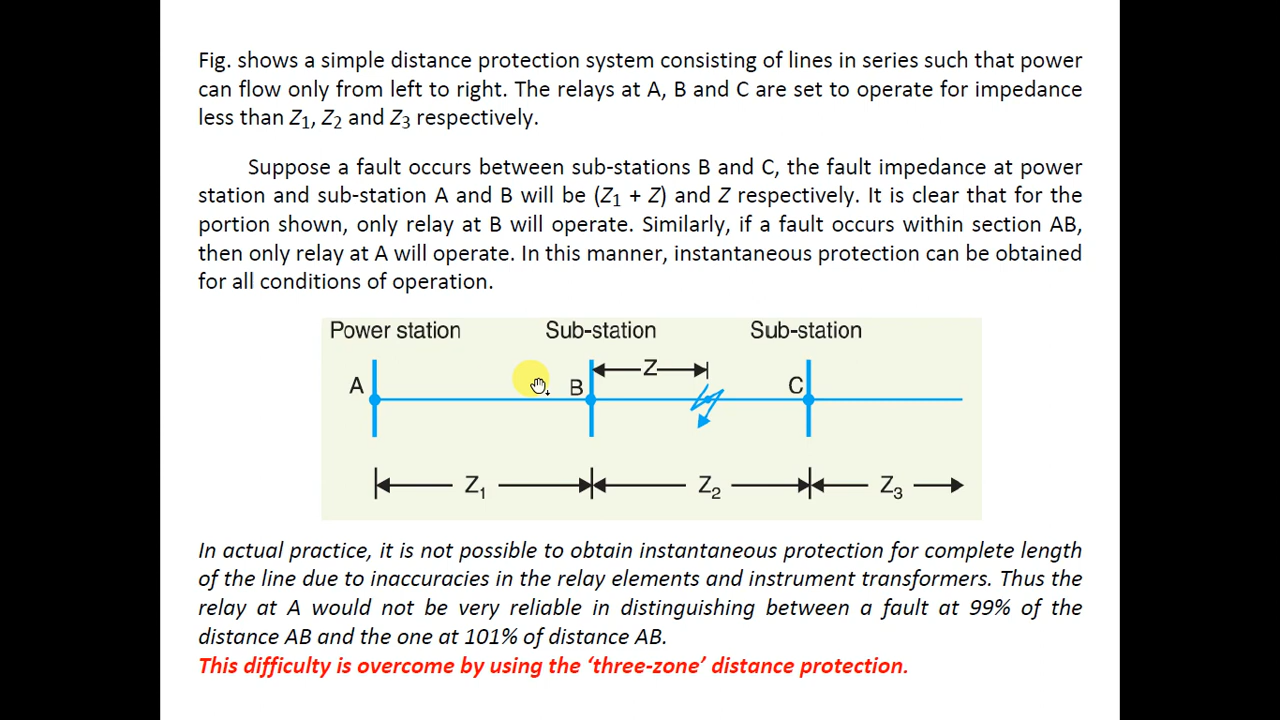 Fig. shows a simple distance protection system consisting of lines in series such that power
can flow only from left to right. The relays at A, B and C are set to operate for impedance
less than Z1, Z2 and Z3 respectively.
Suppose a fault occurs between sub-stations B and C, the fault impedance at power
station and sub-station A and B will be (Z1 + Z) and Z respectively. It is clear that for the
portion shown, only relay at B will operate. Similarly, if a fault occurs within section AB,
then only relay at A will operate. In this manner, instantaneous protection can be obtained
for all conditions of operation.
Power station Sub-station Sub-station
Z
A B C
Z1 Z2 Z3
In actual practice, it is not possible to obtain instantaneous protection for complete length
of the line due to inaccuracies in the relay elements and instrument transformers. Thus the
relay at A would not be very reliable in distinguishing between a fault at 99% of the
distance AB and the one at 101% of distance AB.
This difficulty is overcome by using the ‘three-zone’ distance protection.